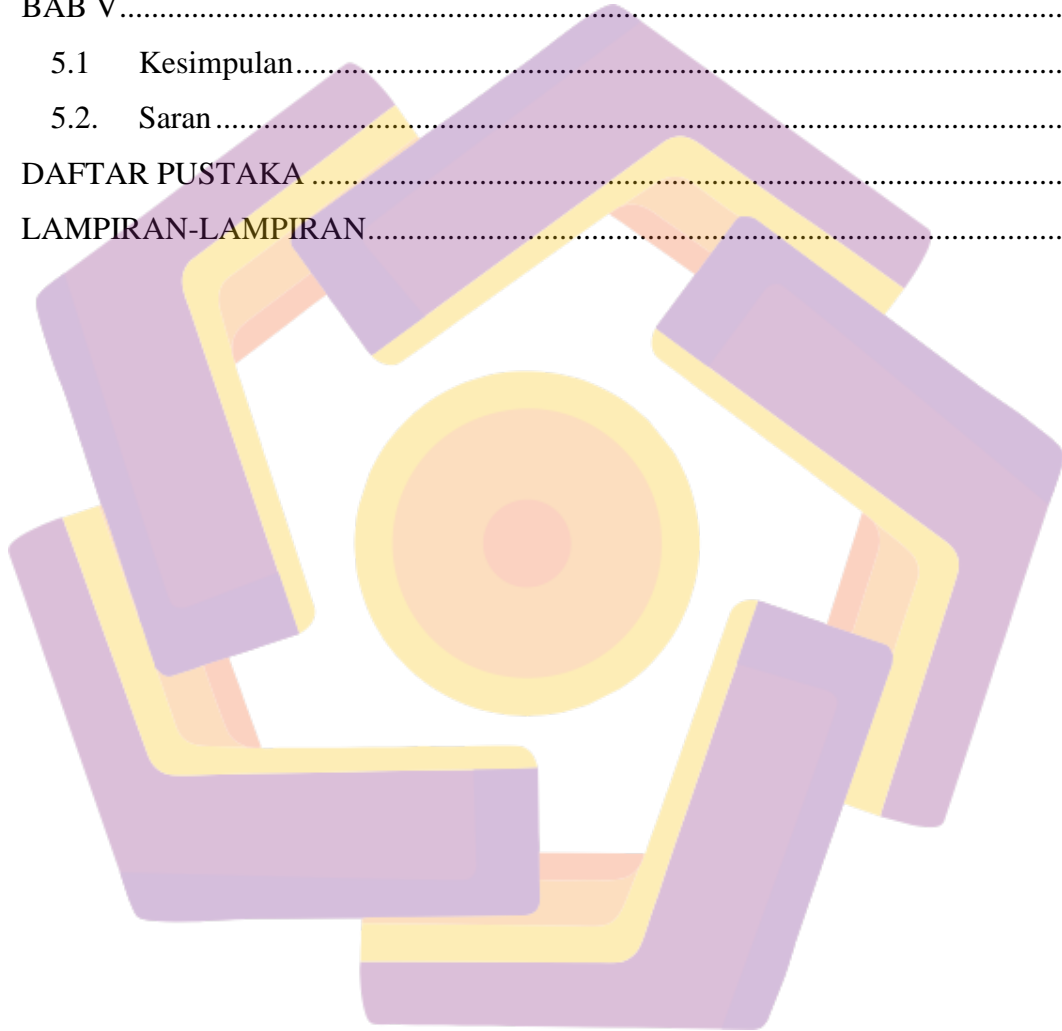 BAB V....................................................................................................
5.1 Kesimpulan....................................................................................................
5.2. Saran....................................................................................................
DAFTAR PUSTAKA....................................................................................................
LAMPIRAN-LAMPIRAN....................................................................................................